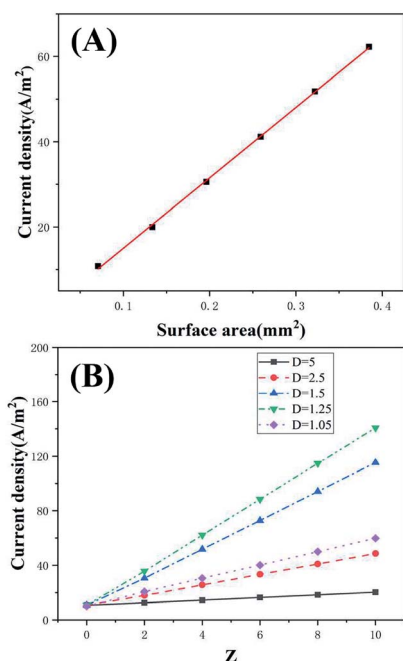 (A)
Current density(A/m²)
60
40
20
0.1 0.2 0.3 0.4
Surface area(mm²)
(B)
Current density(A/m²)
200
160
120
80
40
0
D=5
D=2.5
D=1.5
D=1.25
D=1.05
0 2 4 6 8 10
Z